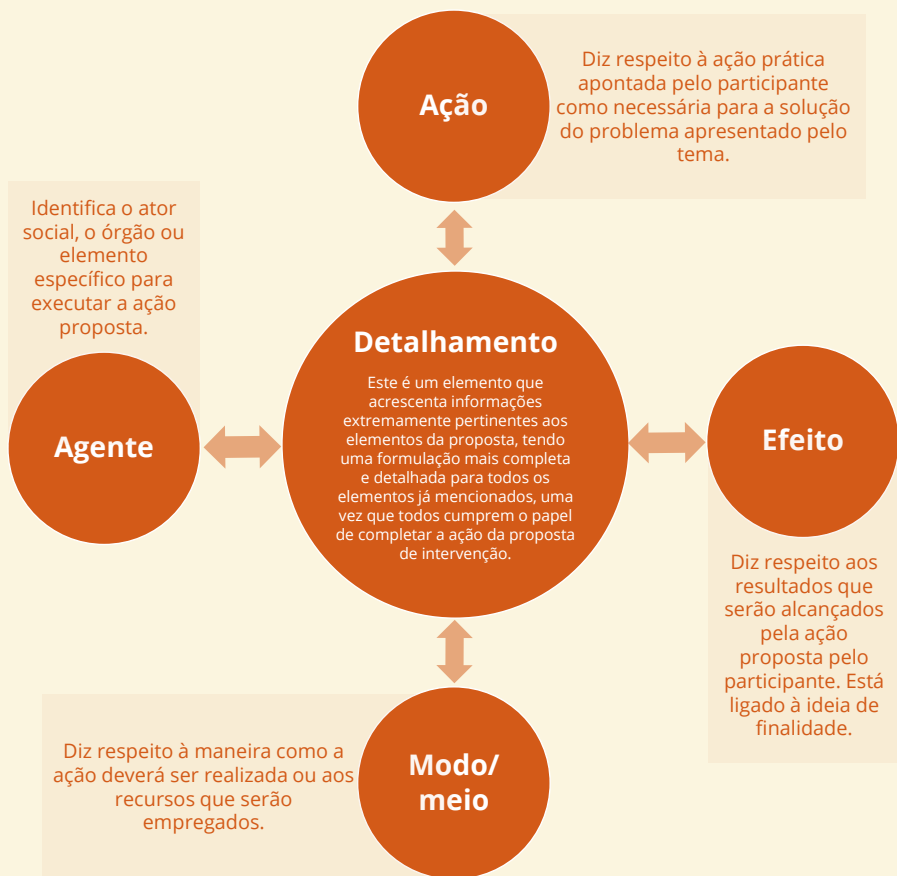 Ação
Diz respeito à ação prática
apontada pelo participante
como necessária para a solução
do problema apresentado pelo
tema.
Identifica o ator
social, o órgão ou
elemento
específico para
executar a ação
proposta.
Agente
Detalhamento
Este é um elemento que
acrescenta informações
extremamente pertinentes aos
elementos da proposta, tendo
uma formulação mais completa
e detalhada para todos os
elementos já mencionados, uma
vez que todos cumprem o papel
de completar a ação da proposta
de intervenção.
Efeito
Diz respeito aos
resultados que
serão alcançados
pela ação
proposta pelo
participante. Está
ligado à ideia de
finalidade.
Diz respeito à maneira como a
ação deverá ser realizada ou aos
recursos que serão
empregados.
Modo/
meio